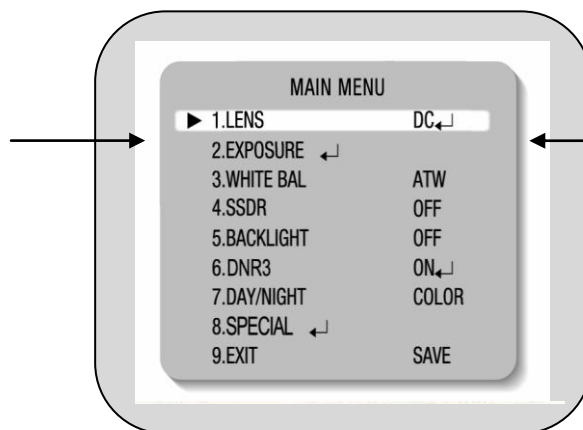 MAIN MENU
► 1.LENS DC↵
2.EXPOSURE ↵
3.WHITE BAL ATW
4.SSDR OFF
5.BACKLIGHT OFF
6.DNR3 ON↵
7.DAY/NIGHT COLOR
8.SPECIAL ↵
9.EXIT SAVE